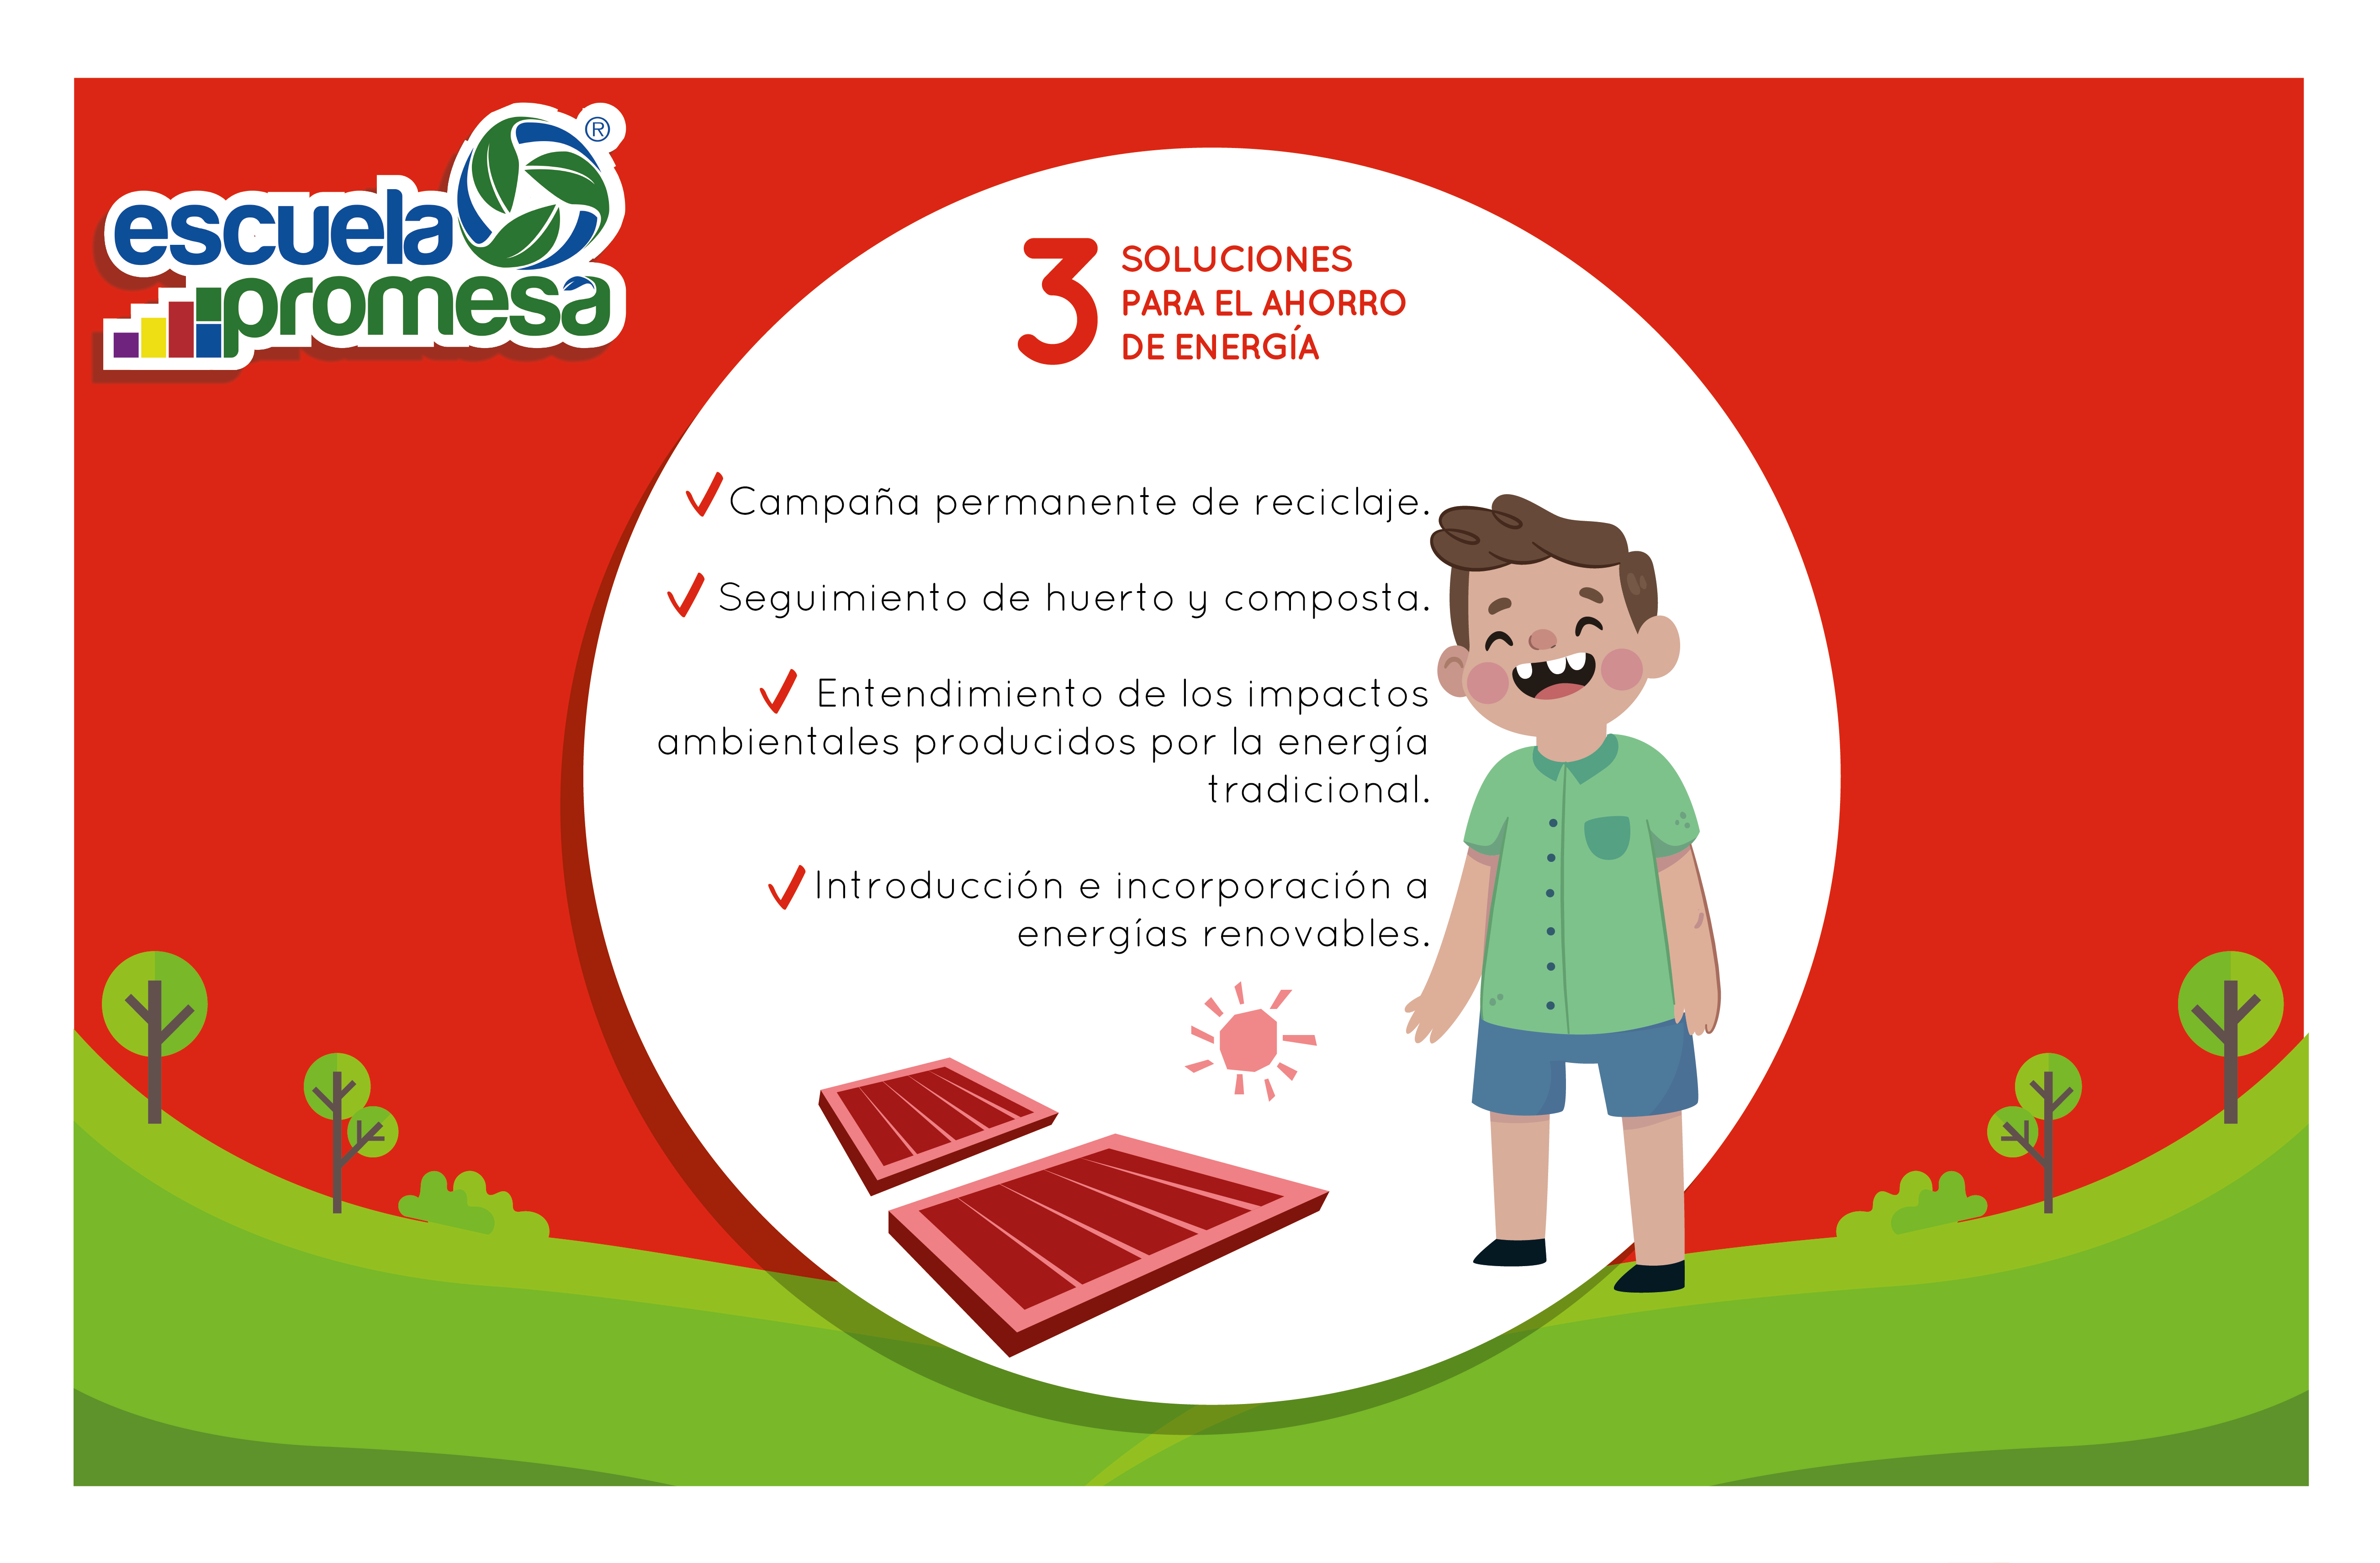 escuela
promesa
®
3
SOLUCIONES
PARA EL AHORRO
DE ENERGÍA
Campaña permanente de reciclaje.
Seguimiento de huerto y composta.
Entendimiento de los impactos
ambientales producidos por la energía
tradicional.
Introducción e incorporación a
energías renovables.